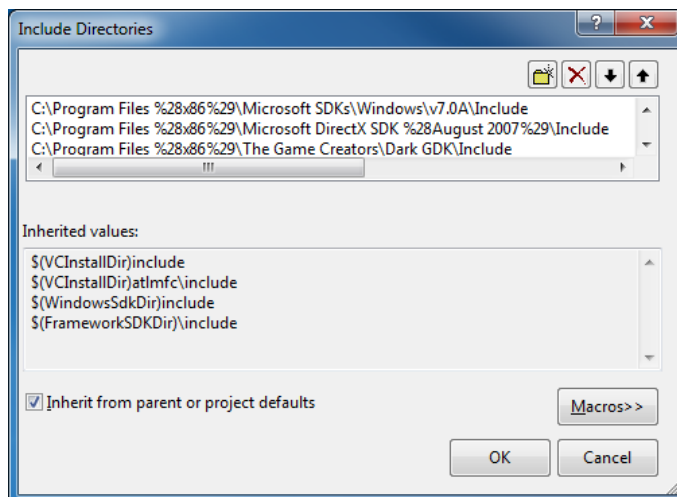 Include Directories
C:\Program Files %28x86%29\Microsoft SDKs\Windows\v7.0A\Include
C:\Program Files %28x86%29\Microsoft DirectX SDK %28August 2007%29\Include
C:\Program Files %28x86%29\The Game Creators\Dark GDK\Include
Inherited values:
$(VCInstallDir)include
$(VCInstallDir)atlmfc\include
$(WindowsSdkDir)include
$(FrameworkSDKDir)\include
Inherit from parent or project defaults
Macros>>
OK Cancel